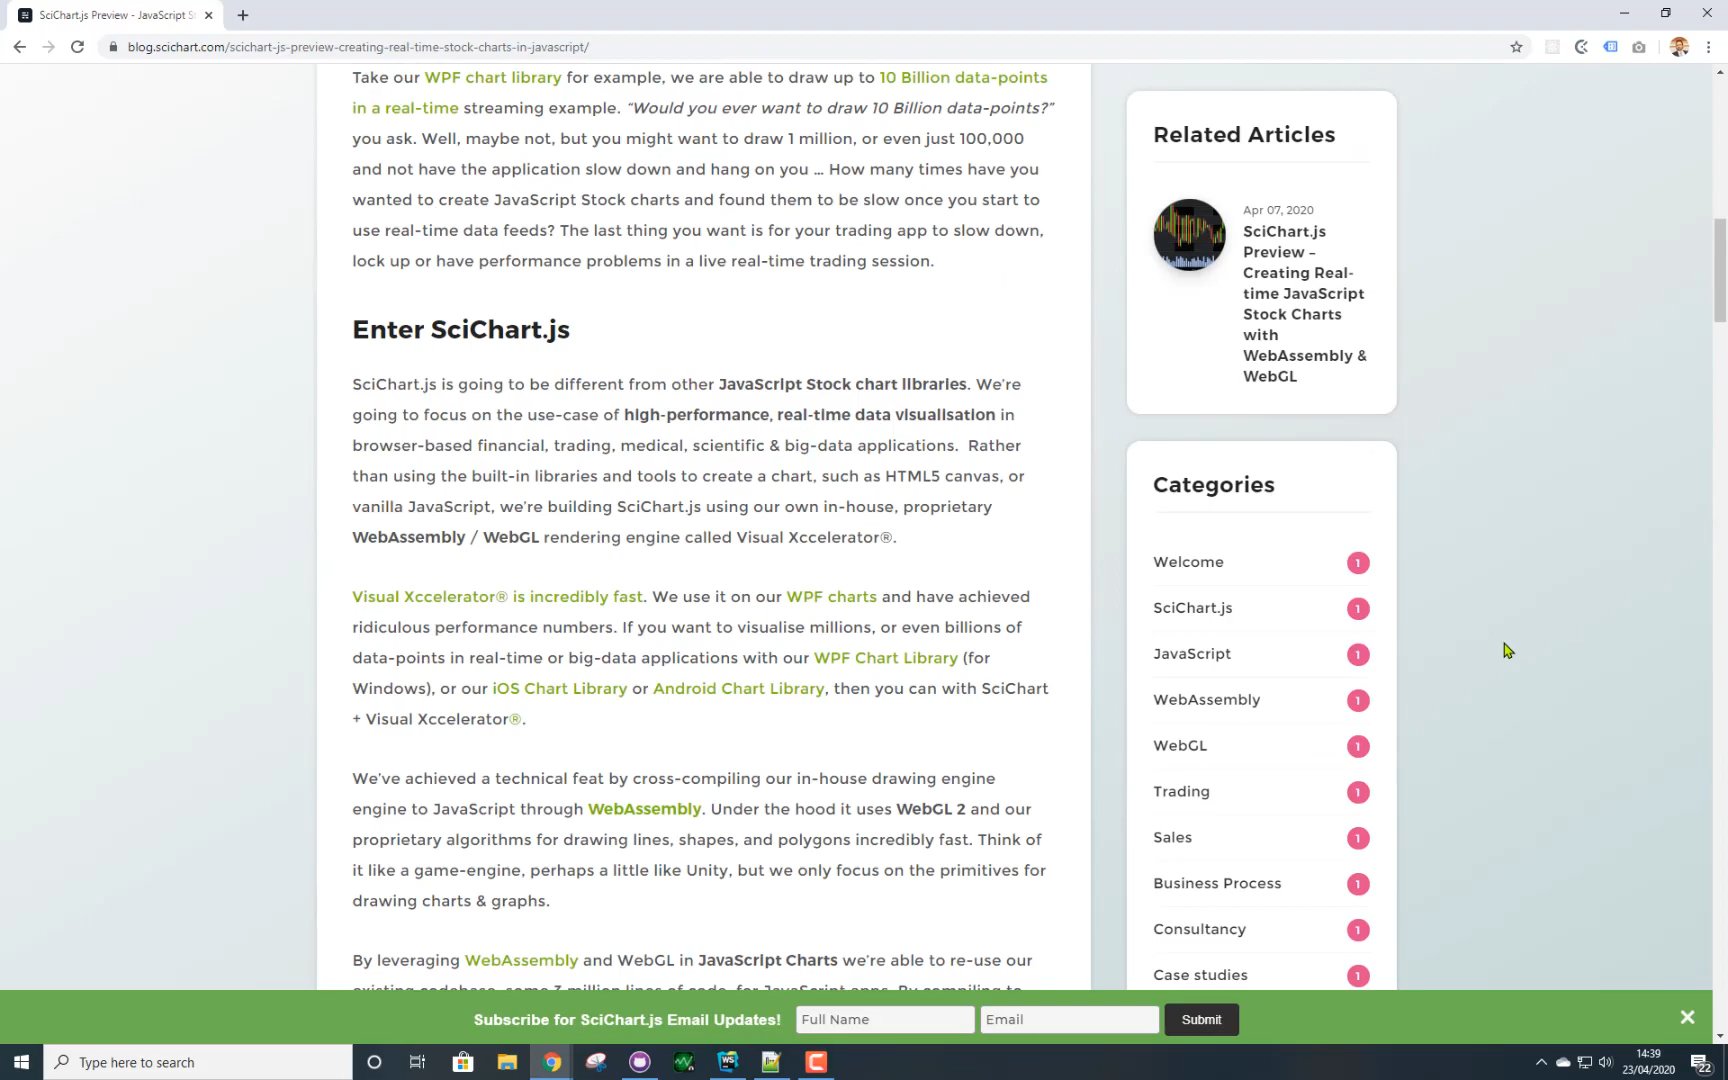 SciChart.js Preview - JavaScript S
blog.scichart.com/scichart-js-preview-creating-real-time-stock-charts-in-javascript/
Take our WPF chart library for example, we are able to draw up to 10 Billion data-points
in a real-time streaming example. “Would you ever want to draw 10 Billion data-points?”
you ask. Well, maybe not, but you might want to draw 1 million, or even just 100,000
and not have the application slow down and hang on you … How many times have you
wanted to create JavaScript Stock charts and found them to be slow once you start to
use real-time data feeds? The last thing you want is for your trading app to slow down,
lock up or have performance problems in a live real-time trading session.
Enter SciChart.js
SciChart.js is going to be different from other JavaScript Stock chart libraries. We’re
going to focus on the use-case of high-performance, real-time data visualisation in
browser-based financial, trading, medical, scientific & big-data applications. Rather
than using the built-in libraries and tools to create a chart, such as HTML5 canvas, or
vanilla JavaScript, we’re building SciChart.js using our own in-house, proprietary
WebAssembly / WebGL rendering engine called Visual Xccelerator®.
Visual Xccelerator® is incredibly fast. We use it on our WPF charts and have achieved
ridiculous performance numbers. If you want to visualise millions, or even billions of
data-points in real-time or big-data applications with our WPF Chart Library (for
Windows), or our iOS Chart Library or Android Chart Library, then you can with SciChart
+ Visual Xccelerator®.
We’ve achieved a technical feat by cross-compiling our in-house drawing engine
engine to JavaScript through WebAssembly. Under the hood it uses WebGL 2 and our
proprietary algorithms for drawing lines, shapes, and polygons incredibly fast. Think of
it like a game-engine, perhaps a little like Unity, but we only focus on the primitives for
drawing charts & graphs.
By leveraging WebAssembly and WebGL in JavaScript Charts we’re able to re-use our
existing codebase, some 3 million lines of code, for JavaScript apps. By compiling to
Related Articles
Apr 07, 2020
SciChart.js
Preview –
Creating Real-
time JavaScript
Stock Charts
with
WebAssembly &
WebGL
Categories
Welcome 1
SciChart.js 1
JavaScript 1
WebAssembly 1
WebGL 1
Trading 1
Sales 1
Business Process 1
Consultancy 1
Case studies 1
Subscribe for SciChart.js Email Updates! Full Name Email Submit
Type here to search
WS
14:39
23/04/2020
22